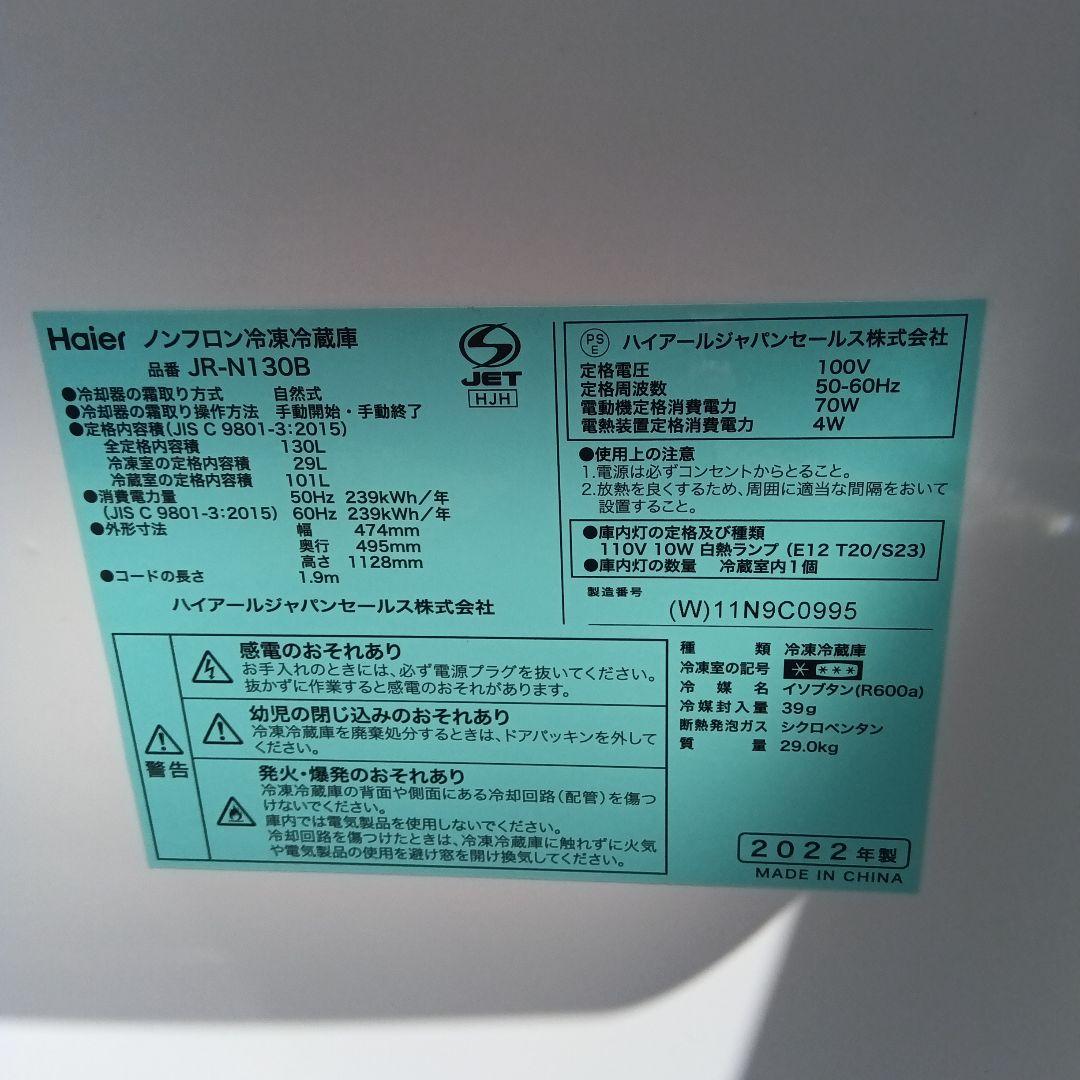 Haier ノンフロン冷凍冷蔵庫
品番 JR-N130B
JET
HJH
●冷却器の霜取り方式 自然式
●冷却器の霜取り操作方法 手動開始・手動終了
●定格内容積(JIS C 9801-3:2015)
全定格内容積 130L
冷凍室の定格内容積 29L
冷蔵室の定格内容積 101L
●消費電力量 50Hz 239kWh/年
(JIS C 9801-3:2015) 60Hz 239kWh/年
●外形寸法 幅 474mm
奥行 495mm
高さ 1128mm
●コードの長さ 1.9m
ハイアールジャパンセールス株式会社
PS
E
ハイアールジャパンセールス株式会社
定格電圧 100V
定格周波数 50-60Hz
電動機定格消費電力 70W
電熱装置定格消費電力 4W
●使用上の注意
1.電源は必ずコンセントからとること。
2.放熱を良くするため、周囲に適当な間隔をおいて
設置すること。
●庫内灯の定格及び種類
110V 10W 白熱ランプ (E12 T20/S23)
●庫内灯の数量 冷蔵室内1個
製造番号
(W)11N9C0995
警告
感電のおそれあり
お手入れのときには、必ず電源プラグを抜いてください。
抜かずに作業すると感電のおそれがあります。
幼児の閉じ込みのおそれあり
冷凍冷蔵庫を廃棄処分するときは、ドアパッキンを外して
ください。
発火・爆発のおそれあり
冷凍冷蔵庫の背面や側面にある冷却回路(配管)を傷つ
けないでください。
庫内では電気製品を使用しないでください。
冷却回路を傷つけたときは、冷凍冷蔵庫に触れずに火気
や電気製品の使用を避け窓を開け換気してください。
種類 冷凍冷蔵庫
冷凍室の記号 * ***
冷媒名 イソブタン(R600a)
冷媒封入量 39g
断熱発泡ガス シクロペンタン
質量 29.0kg
2022年製
MADE IN CHINA